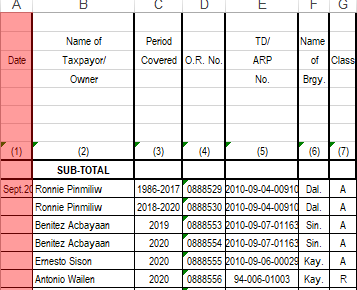 A B C D E F G
Name of Period TD/ Name
Date Taxpayor/ Covered O.R. No. ARP of Class
Owner No. Brgy.
(1) (2) (3) (4) (5) (6) (7)
SUB-TOTAL
Sept.20 Ronnie Pinmiliw 1986-2017 0888529 2010-09-04-00910 Dal. A
Ronnie Pinmiliw 2018-2020 0888530 2010-09-04-00910 Dal. A
Benitez Acbayaan 2019 0888553 2010-09-07-01163 Sin. A
Benitez Acbayaan 2020 0888554 2010-09-07-01163 Sin. A
Ernesto Sison 2020 0888555 2010-09-06-00029 Kay. A
Antonio Wailen 2020 0888556 94-006-01003 Kay. R